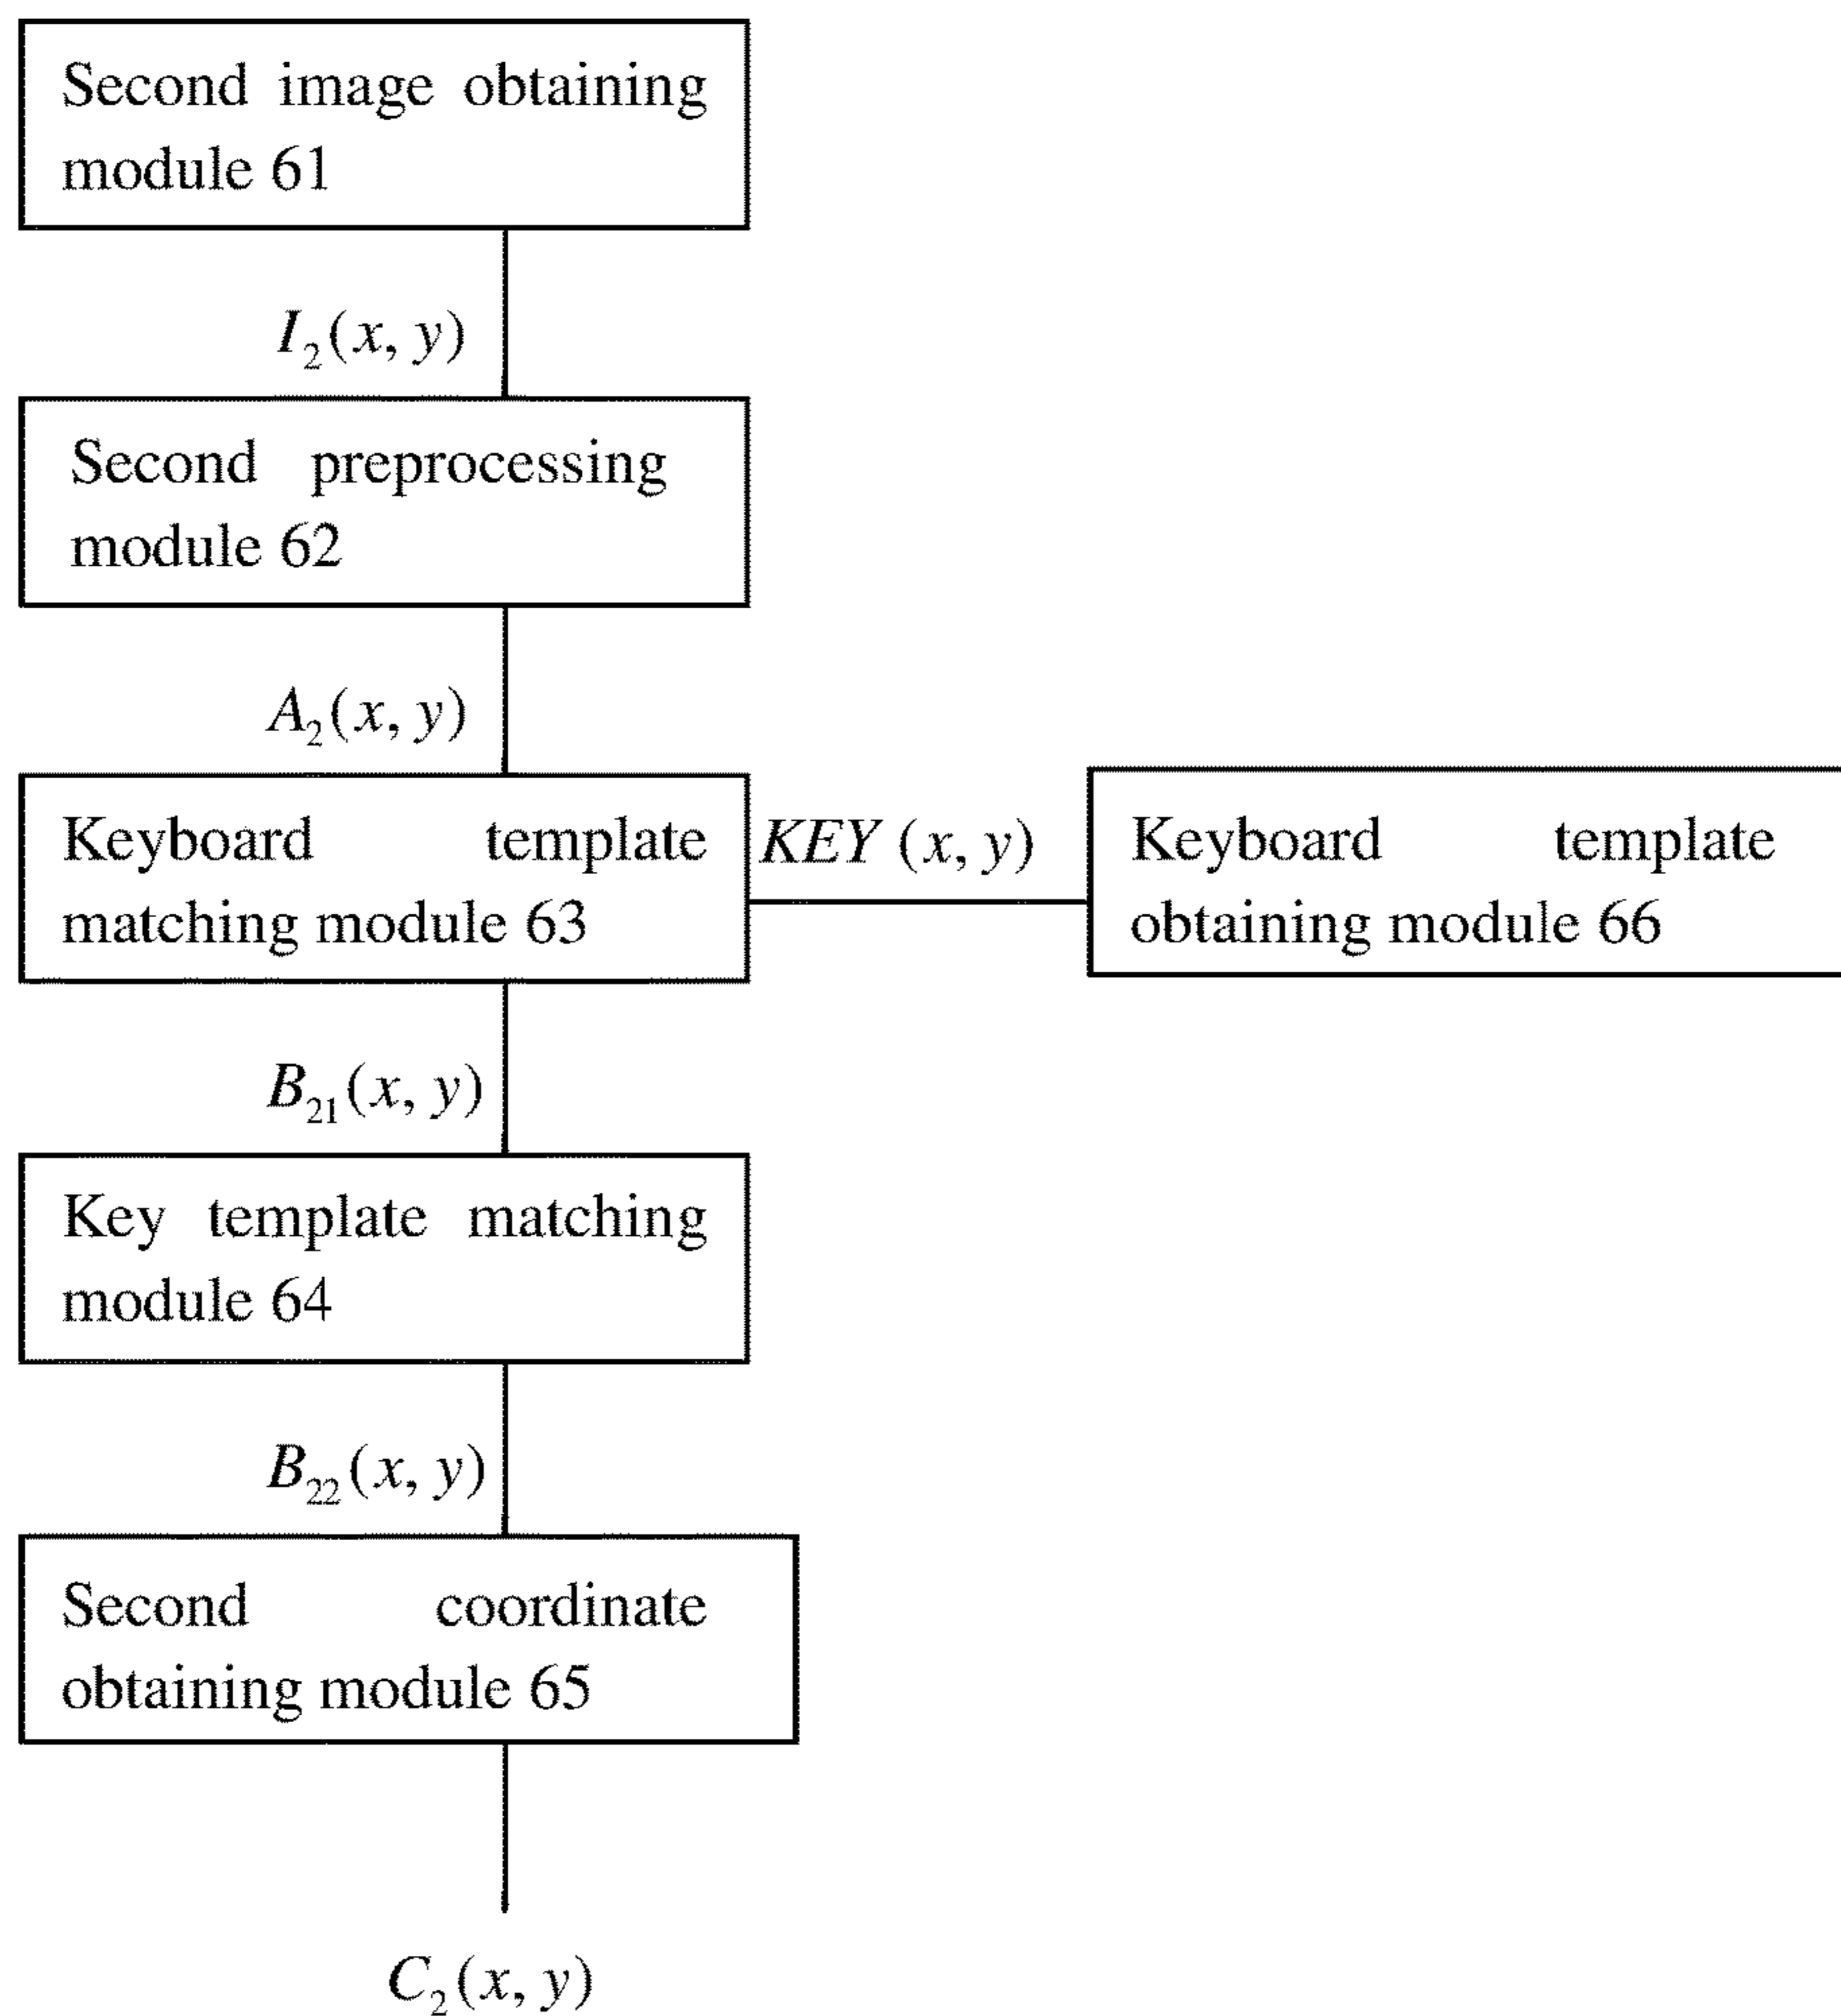 Second image obtaining
module 61
I₂(x, y)
Second preprocessing
module 62
A₂(x, y)
Keyboard template
matching module 63
KEY (x, y)
Keyboard template
obtaining module 66
B₂₁(x, y)
Key template matching
module 64
B₂₂(x, y)
Second coordinate
obtaining module 65
C₂(x, y)